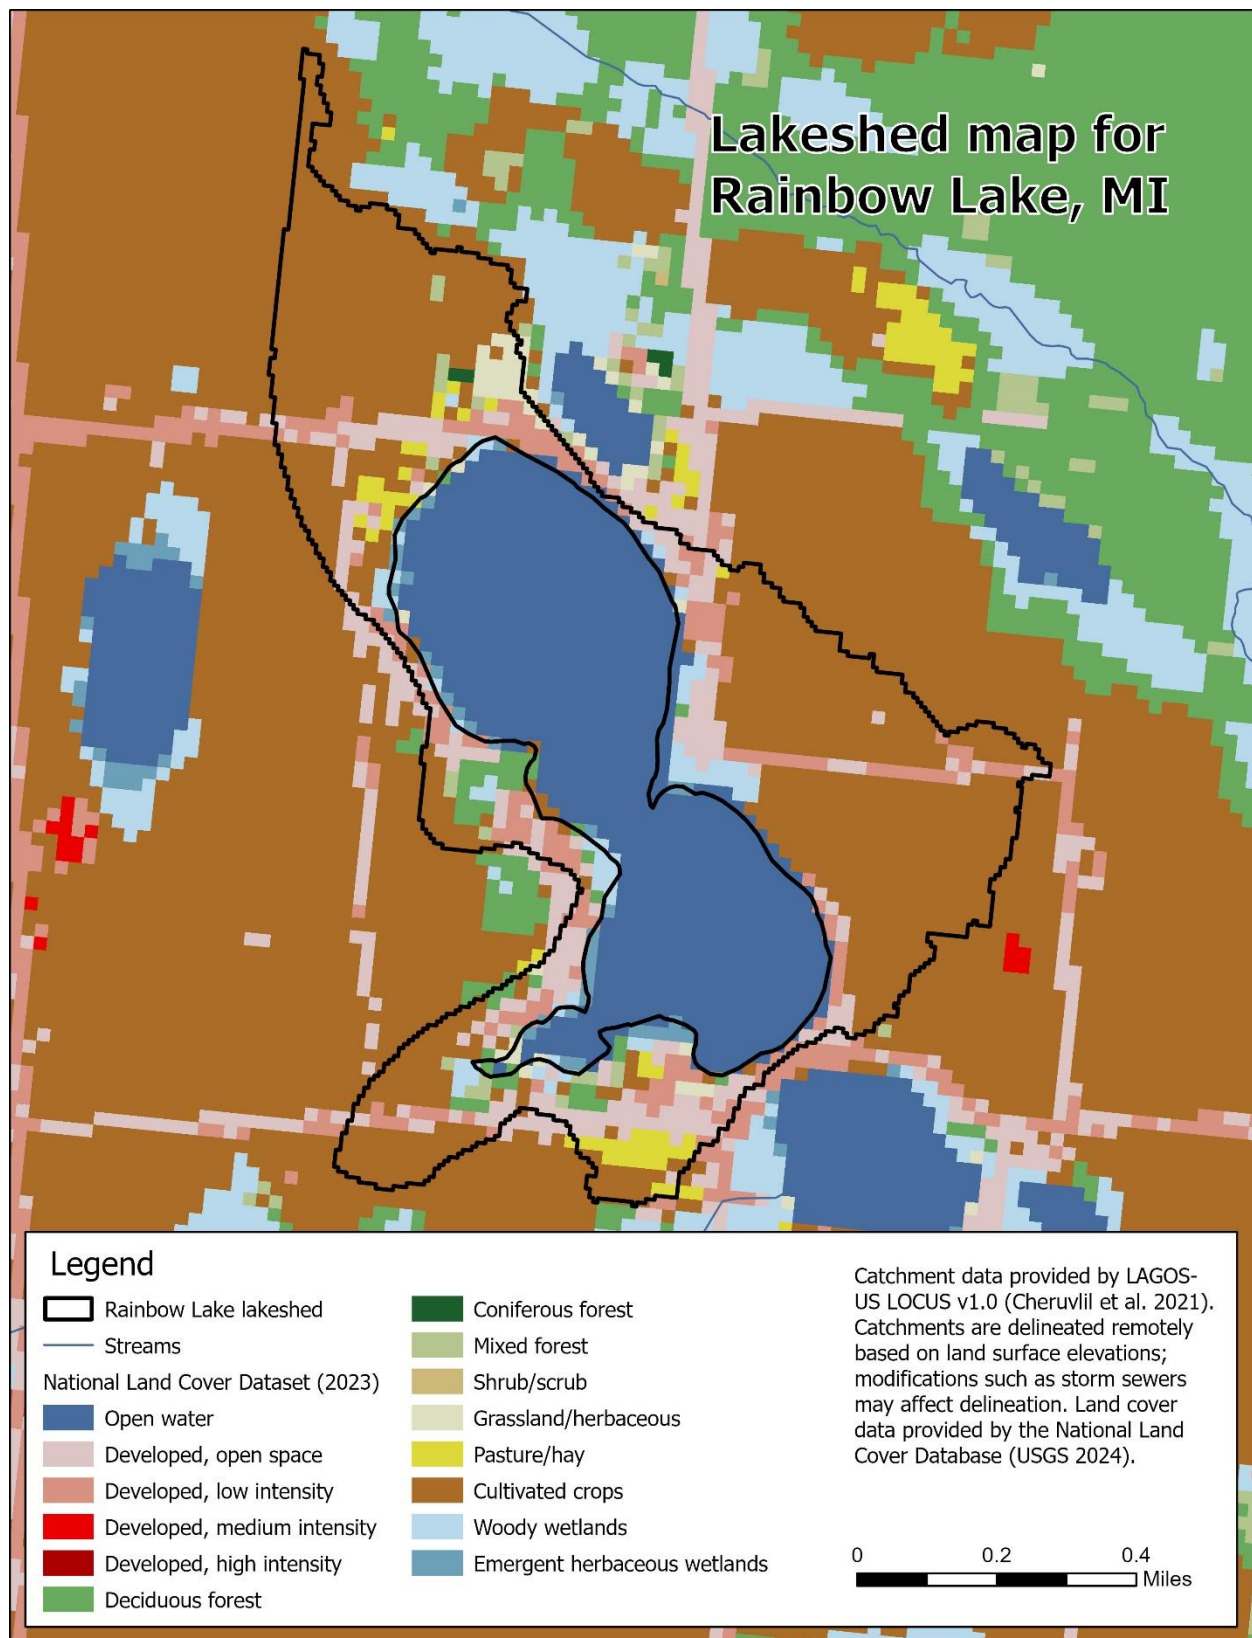 Lakeshed map for
Rainbow Lake, MI
Legend
Rainbow Lake lakeshed
Streams
National Land Cover Dataset (2023)
Open water
Developed, open space
Developed, low intensity
Developed, medium intensity
Developed, high intensity
Deciduous forest
Coniferous forest
Mixed forest
Shrub/scrub
Grassland/herbaceous
Pasture/hay
Cultivated crops
Woody wetlands
Emergent herbaceous wetlands
Catchment data provided by LAGOS-
US LOCUS v1.0 (Cheruvlil et al. 2021).
Catchments are delineated remotely
based on land surface elevations;
modifications such as storm sewers
may affect delineation. Land cover
data provided by the National Land
Cover Database (USGS 2024).
0 0.2 0.4
Miles